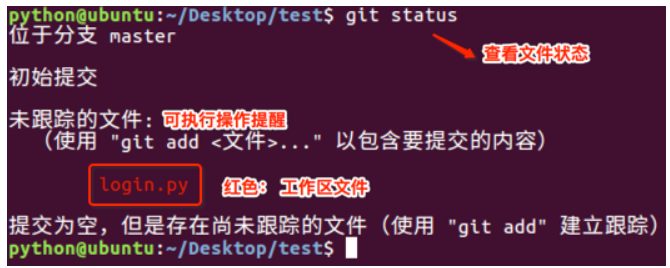 python@ubuntu:~/Desktop/test$ git status
位于分支 master
查看文件状态
初始提交
未跟踪的文件: 可执行操作提醒
（使用 "git add <文件>..." 以包含要提交的内容）
login.py 红色：工作区文件
提交为空，但是存在尚未跟踪的文件（使用 "git add" 建立跟踪）
python@ubuntu:~/Desktop/test$